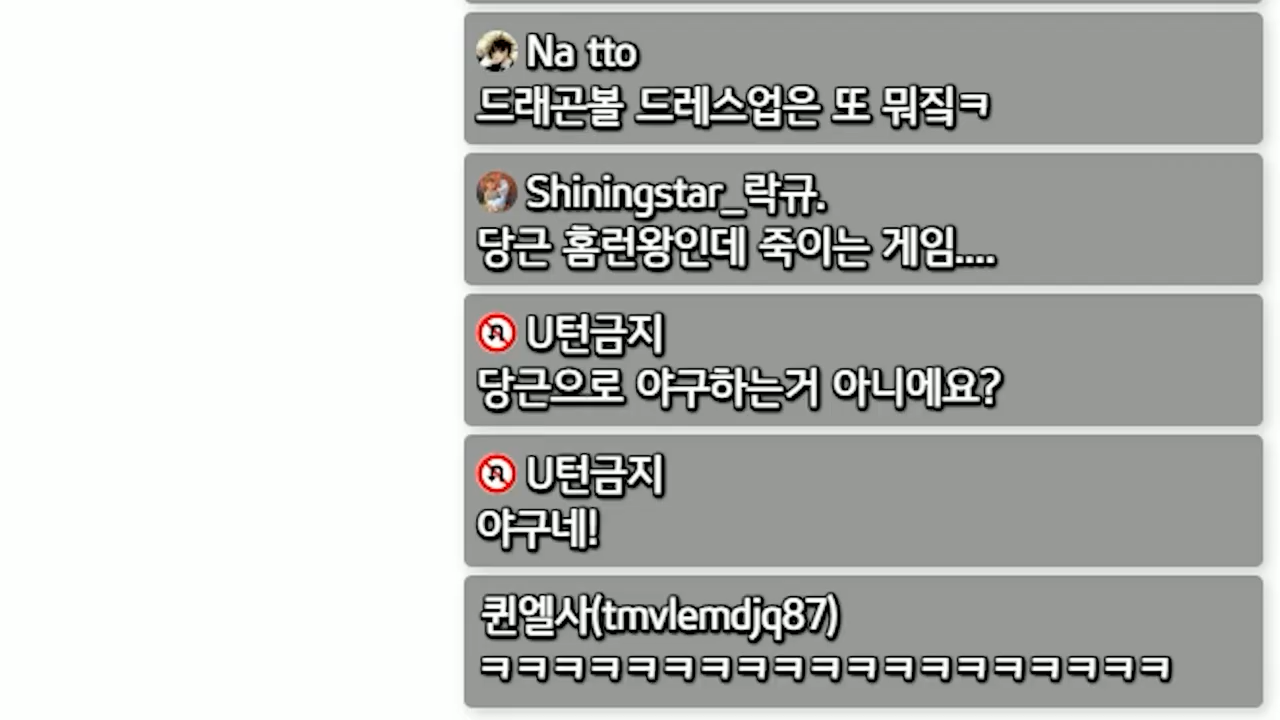 Na tto
드래곤볼 드레스업은 또 뭐짘ㅋ
Shiningstar_락규.
당근 홈런왕인데 죽이는 게임....
U턴금지
당근으로 야구하는거 아니에요?
U턴금지
야구네!
퀸엘사(tmvlemdjq87)
ㅋㅋㅋㅋㅋㅋㅋㅋㅋㅋㅋㅋㅋㅋㅋㅋㅋㅋㅋ